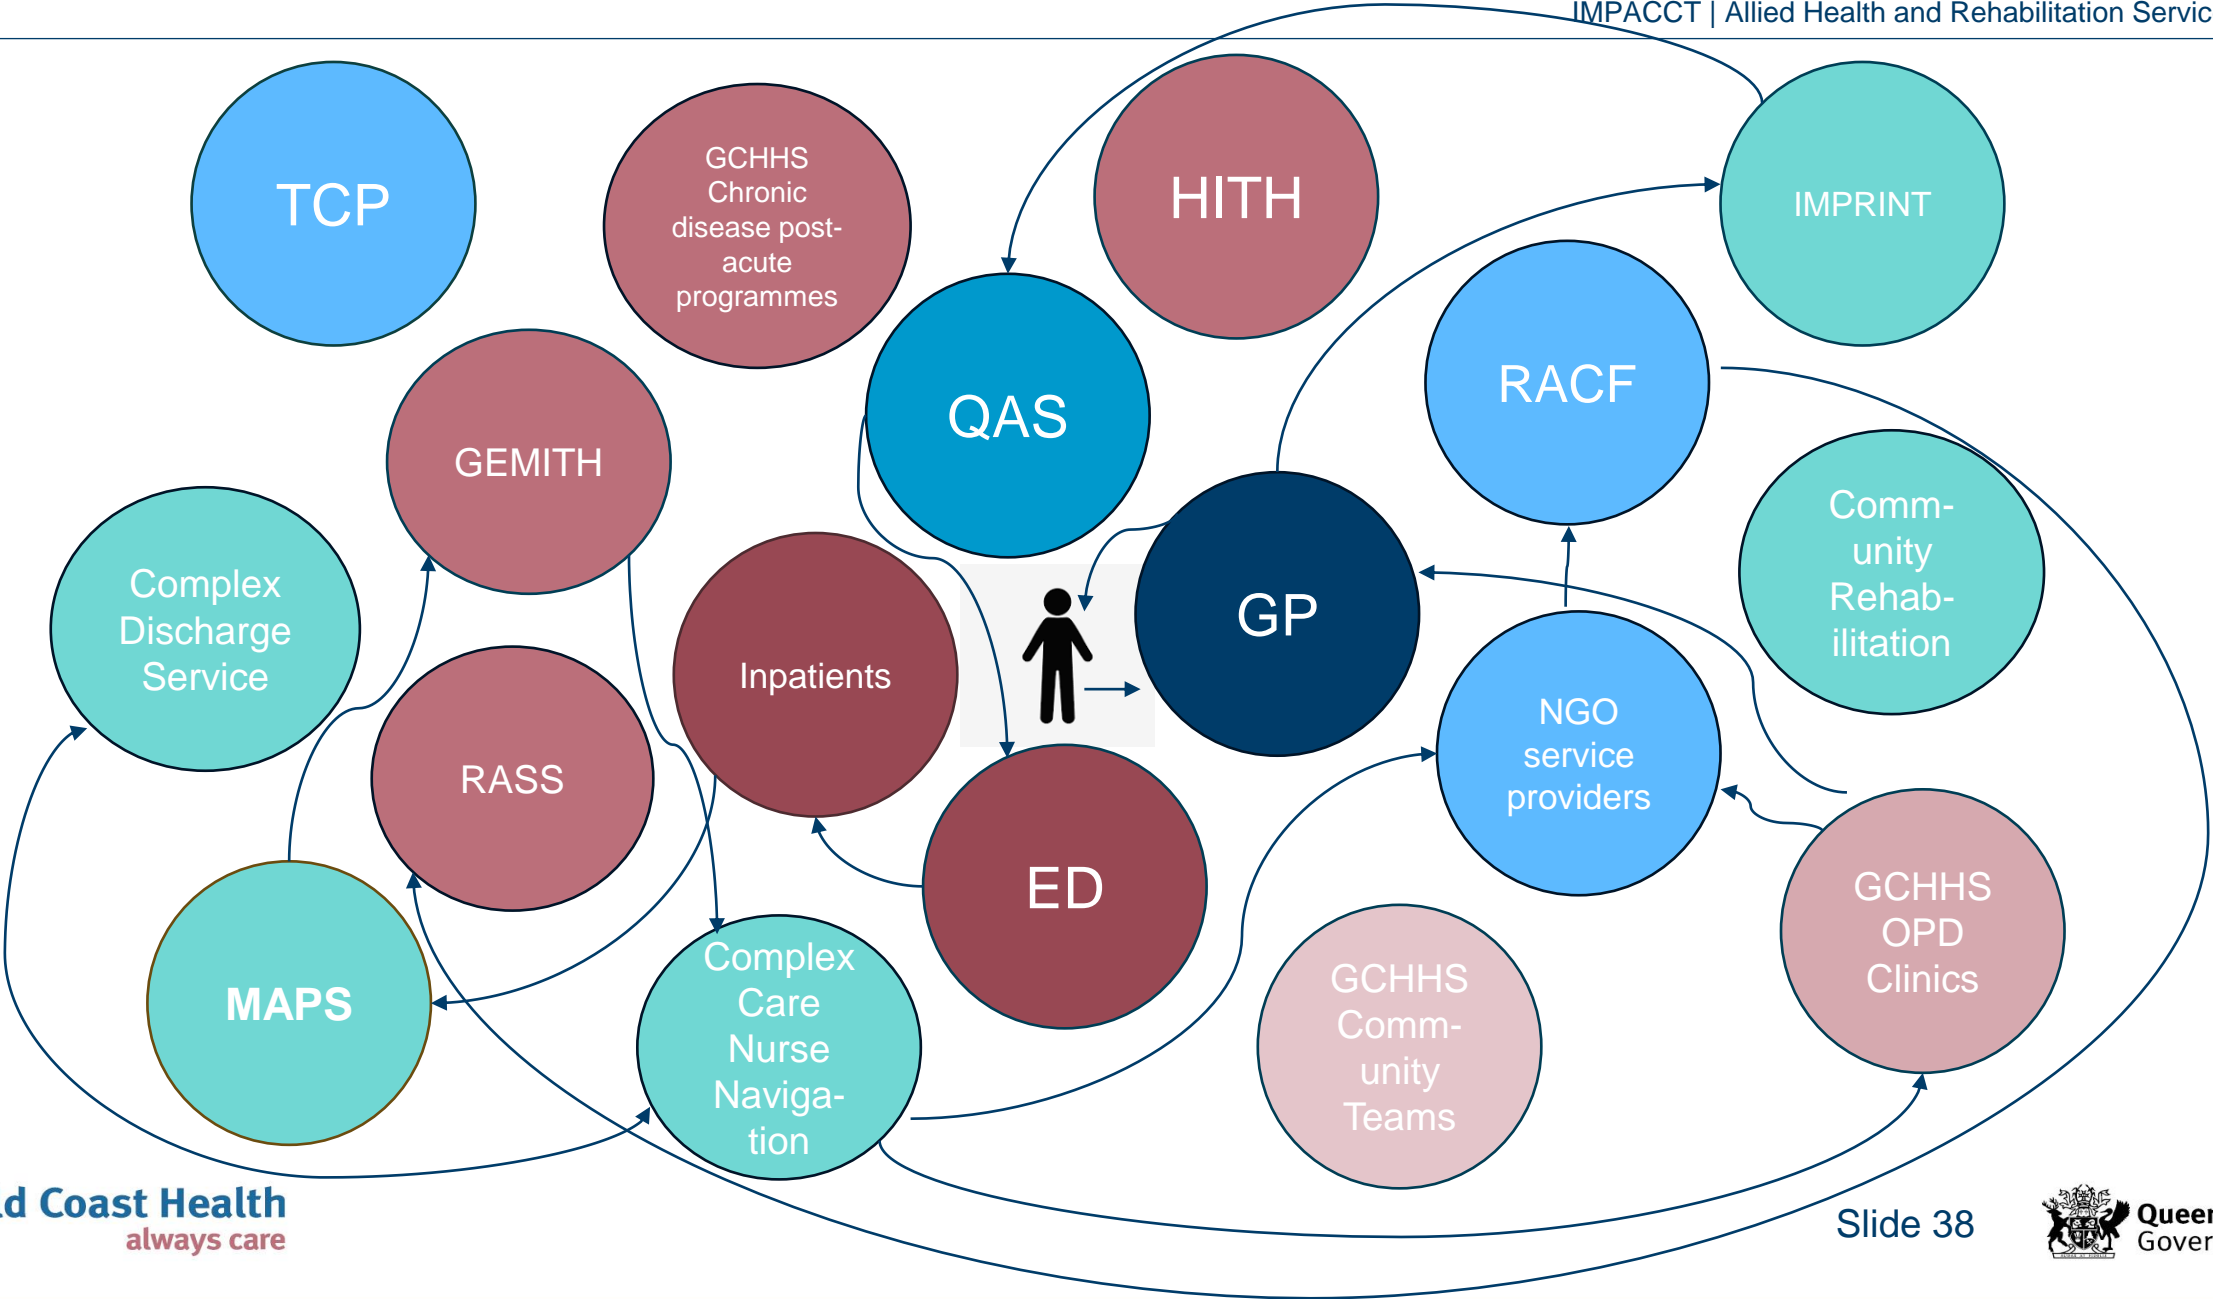 IMPACCT | Allied Health and Rehabilitation Servic
TCP
GCHHS
Chronic
disease post-
acute
programmes
HITH
IMPRINT
QAS
RACF
GEMITH
Comm-
unity
Rehab-
ilitation
Complex
Discharge
Service
GP
Inpatients
NGO
service
providers
RASS
ED
GCHHS
OPD
Clinics
MAPS
Complex
Care
Nurse
Naviga-
tion
GCHHS
Comm-
unity
Teams
d Coast Health
always care
Slide 38
Queen
Gover